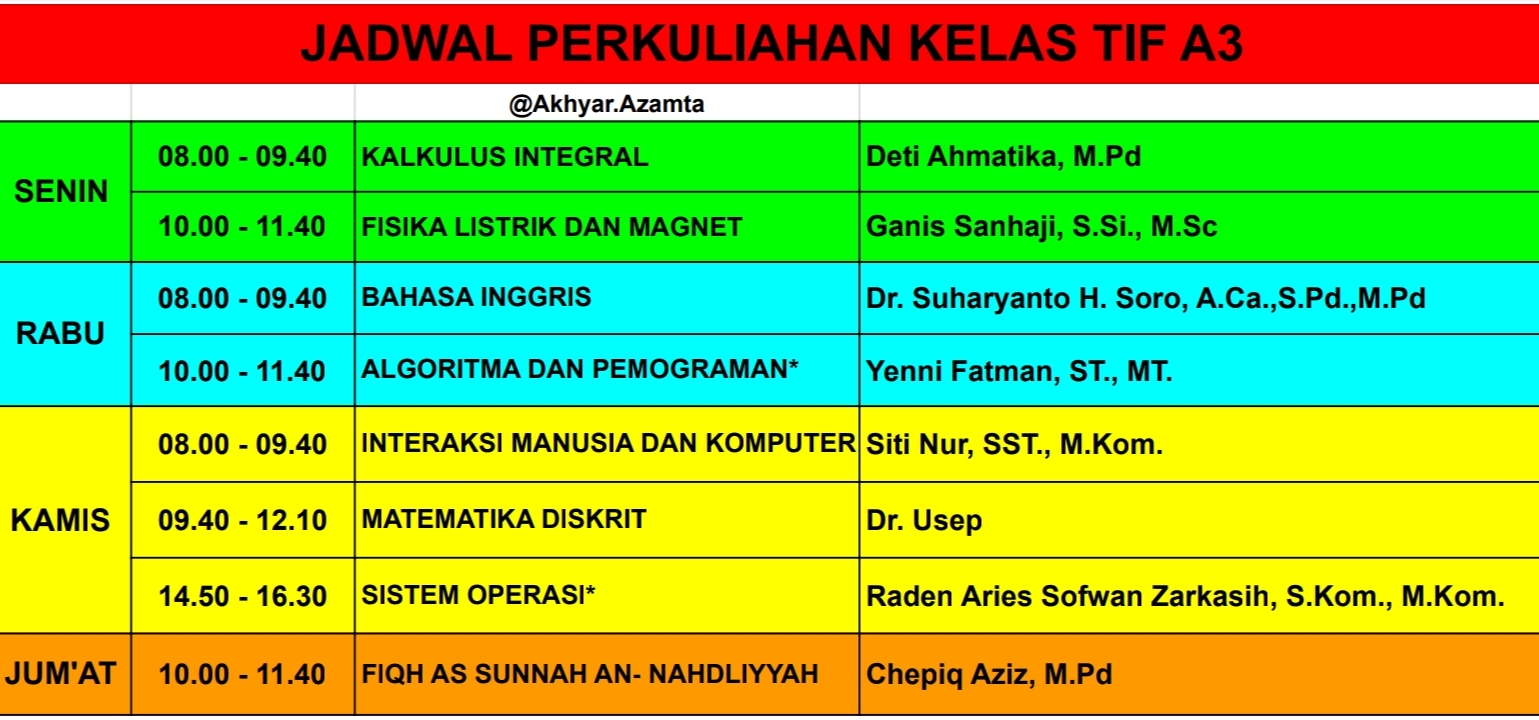 JADWAL PERKULIAHAN KELAS TIF A3
@Akhyar.Azamta
SENIN
08.00 - 09.40 KALKULUS INTEGRAL Deti Ahmatika, M.Pd
10.00 - 11.40 FISIKA LISTRIK DAN MAGNET Ganis Sanhaji, S.Si., M.Sc
RABU
08.00 - 09.40 BAHASA INGGRIS Dr. Suharyanto H. Soro, A.Ca.,S.Pd.,M.Pd
10.00 - 11.40 ALGORITMA DAN PEMOGRAMAN* Yenni Fatman, ST., MT.
KAMIS
08.00 - 09.40 INTERAKSI MANUSIA DAN KOMPUTER Siti Nur, SST., M.Kom.
09.40 - 12.10 MATEMATIKA DISKRIT Dr. Usep
14.50 - 16.30 SISTEM OPERASI* Raden Aries Sofwan Zarkasih, S.Kom., M.Kom.
JUM'AT
10.00 - 11.40 FIQH AS SUNNAH AN- NAHDLIYYAH Chepiq Aziz, M.Pd